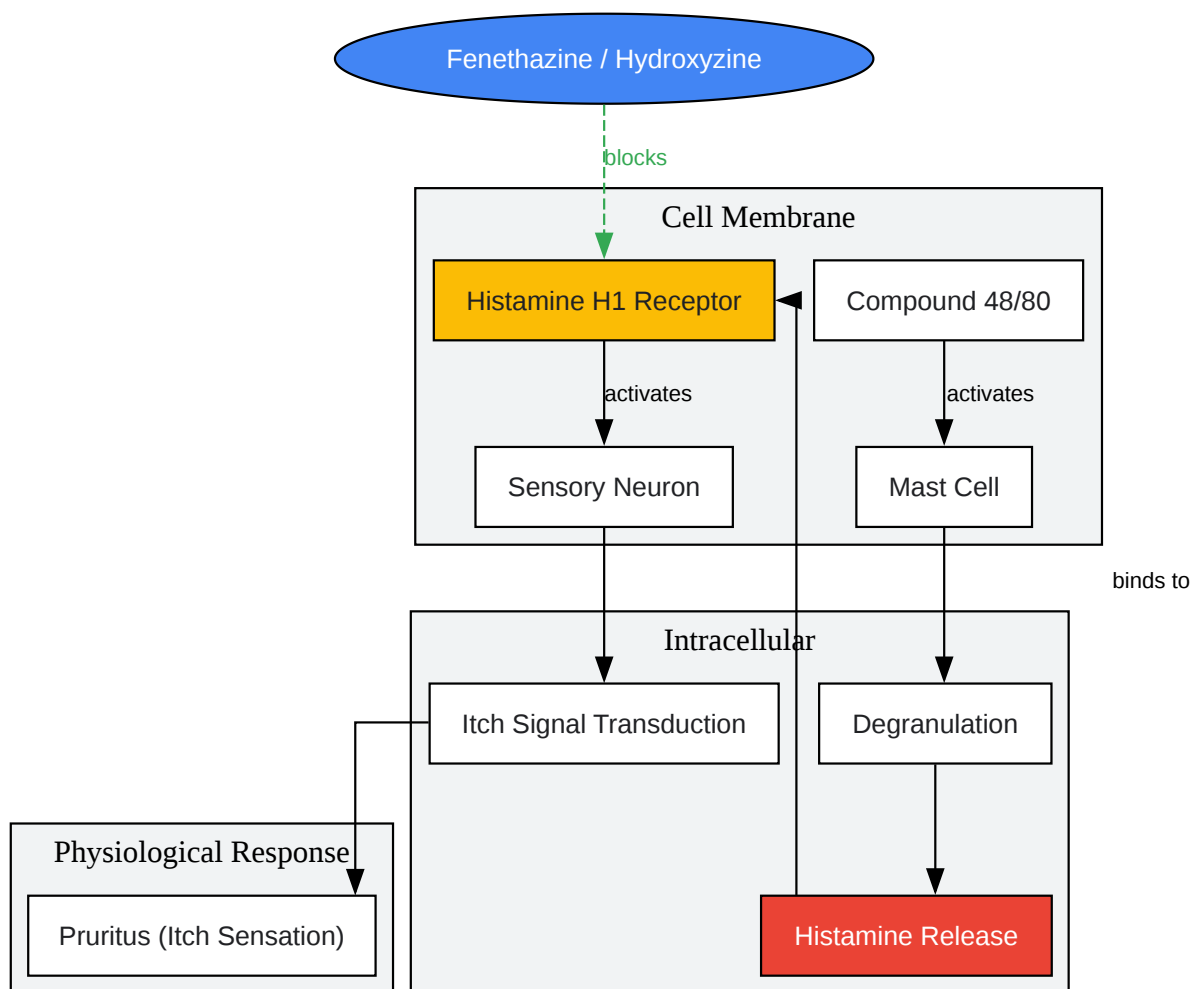 Fenethazine / Hydroxyzine
blocks
Cell Membrane
Histamine H1 Receptor
Compound 48/80
activates
activates
Sensory Neuron
Mast Cell
binds to
Intracellular
Itch Signal Transduction
Degranulation
Physiological Response
Pruritus (Itch Sensation)
Histamine Release